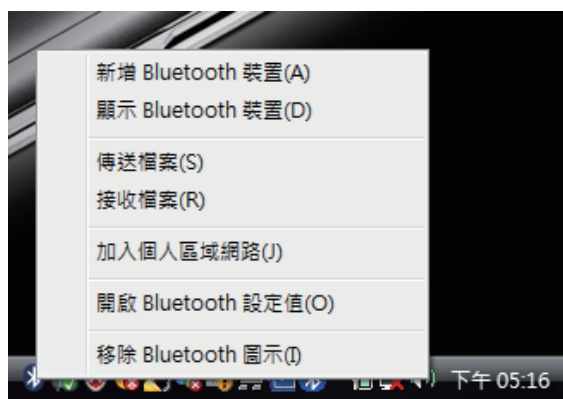 新增 Bluetooth 裝置(A)
顯示 Bluetooth 裝置(D)
傳送檔案(S)
接收檔案(R)
加入個人區域網路(J)
開啟 Bluetooth 設定值(O)
移除 Bluetooth 圖示(I)
下午 05:16